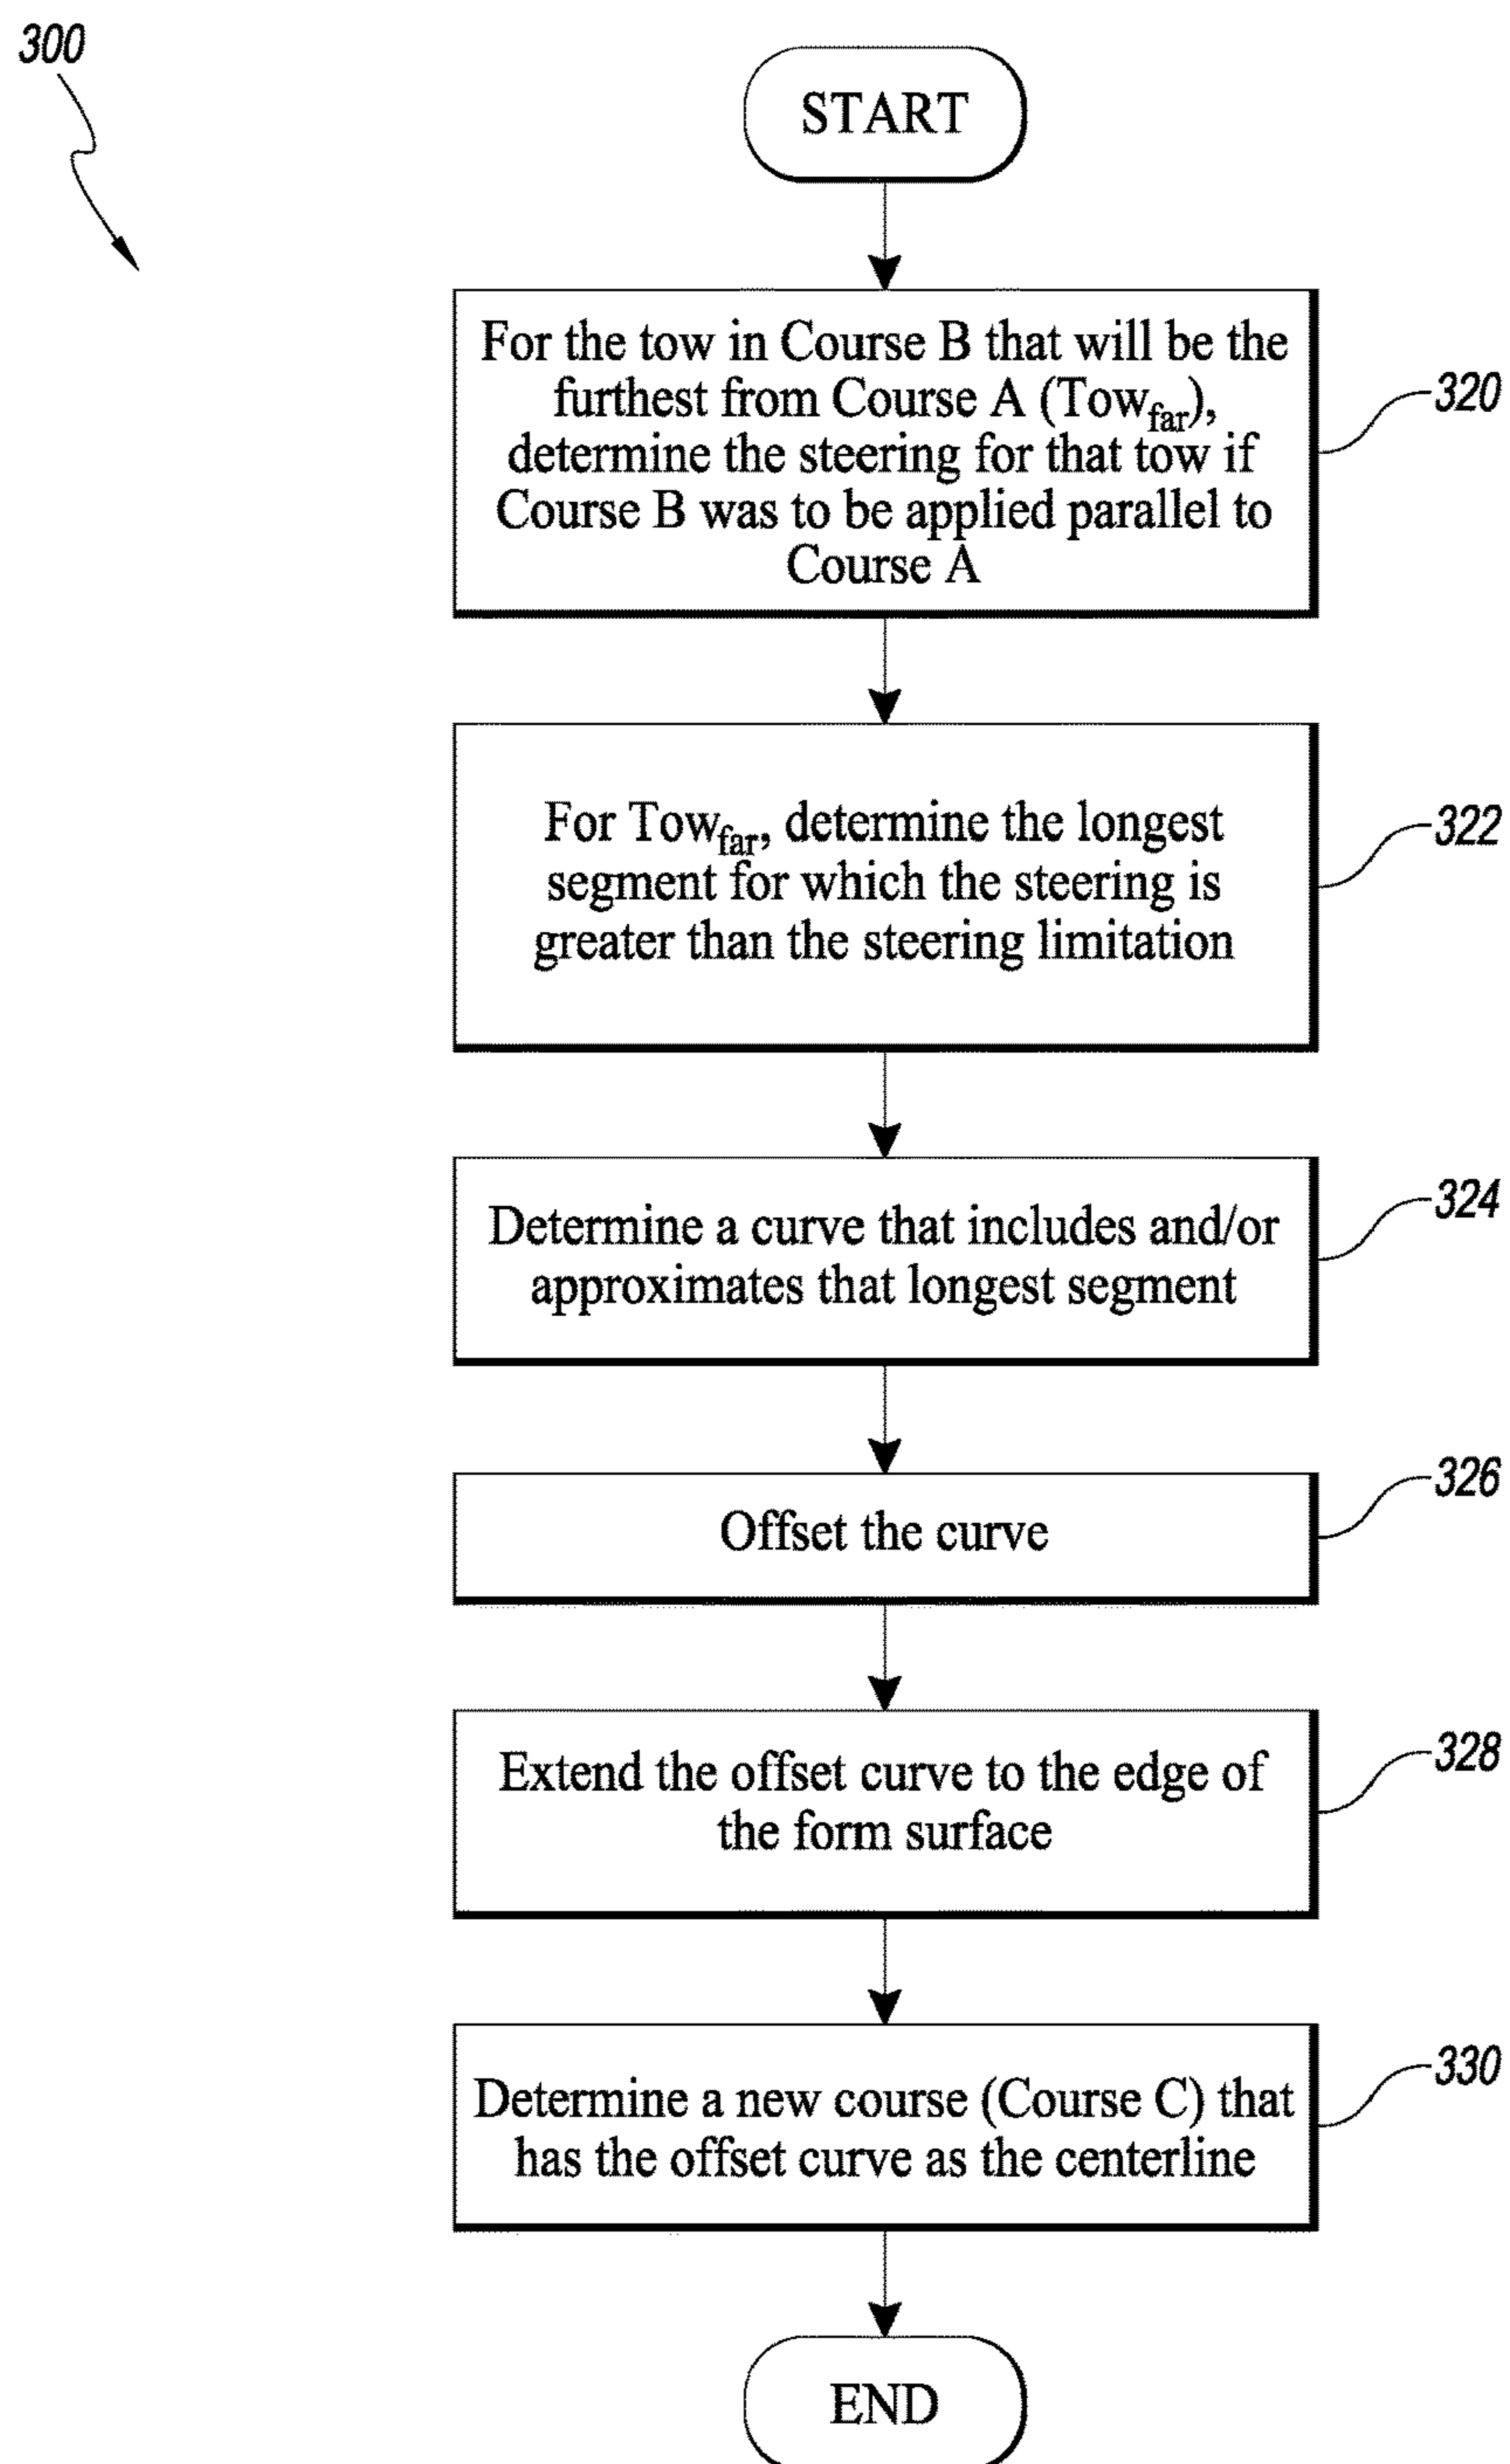 300
START
For the tow in Course B that will be the
furthest from Course A (Towfar),
determine the steering for that tow if
Course B was to be applied parallel to
Course A
320
For Towfar, determine the longest
segment for which the steering is
greater than the steering limitation
322
Determine a curve that includes and/or
approximates that longest segment
324
Offset the curve
326
Extend the offset curve to the edge of
the form surface
328
Determine a new course (Course C) that
has the offset curve as the centerline
330
END